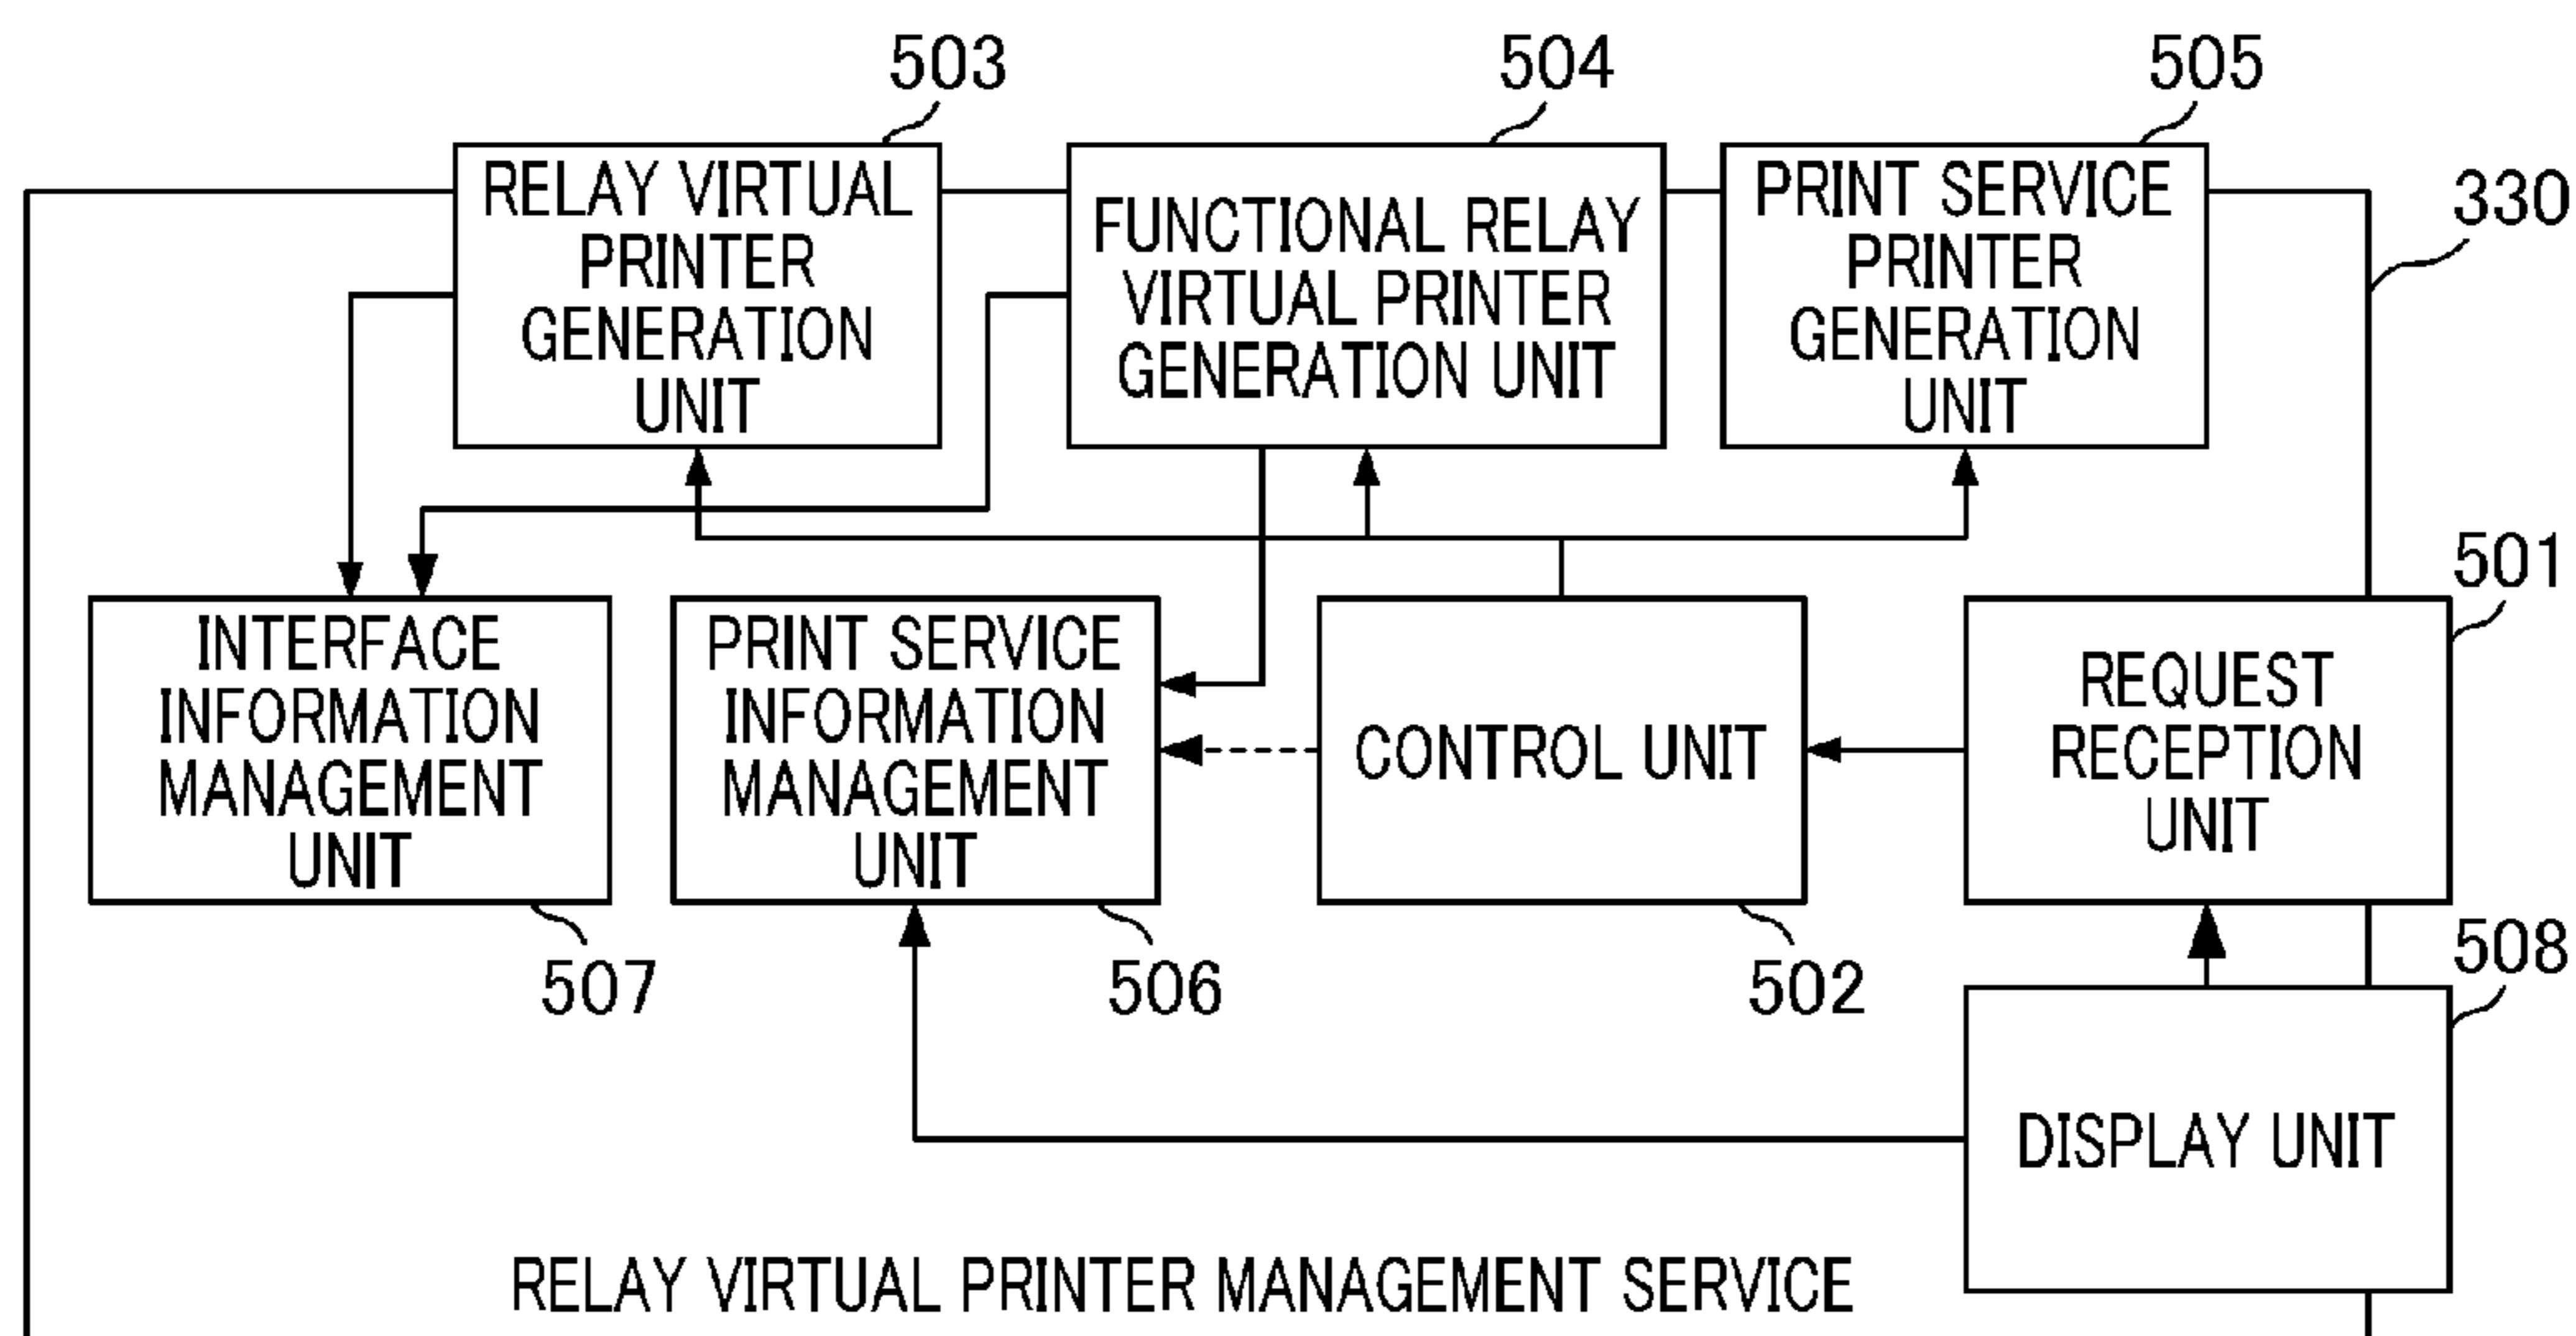 503
504
505
RELAY VIRTUAL
PRINTER
GENERATION
UNIT
FUNCTIONAL RELAY
VIRTUAL PRINTER
GENERATION UNIT
PRINT SERVICE
PRINTER
GENERATION
UNIT
330
501
INTERFACE
INFORMATION
MANAGEMENT
UNIT
PRINT SERVICE
INFORMATION
MANAGEMENT
UNIT
CONTROL UNIT
REQUEST
RECEPTION
UNIT
507
506
502
508
DISPLAY UNIT
RELAY VIRTUAL PRINTER MANAGEMENT SERVICE